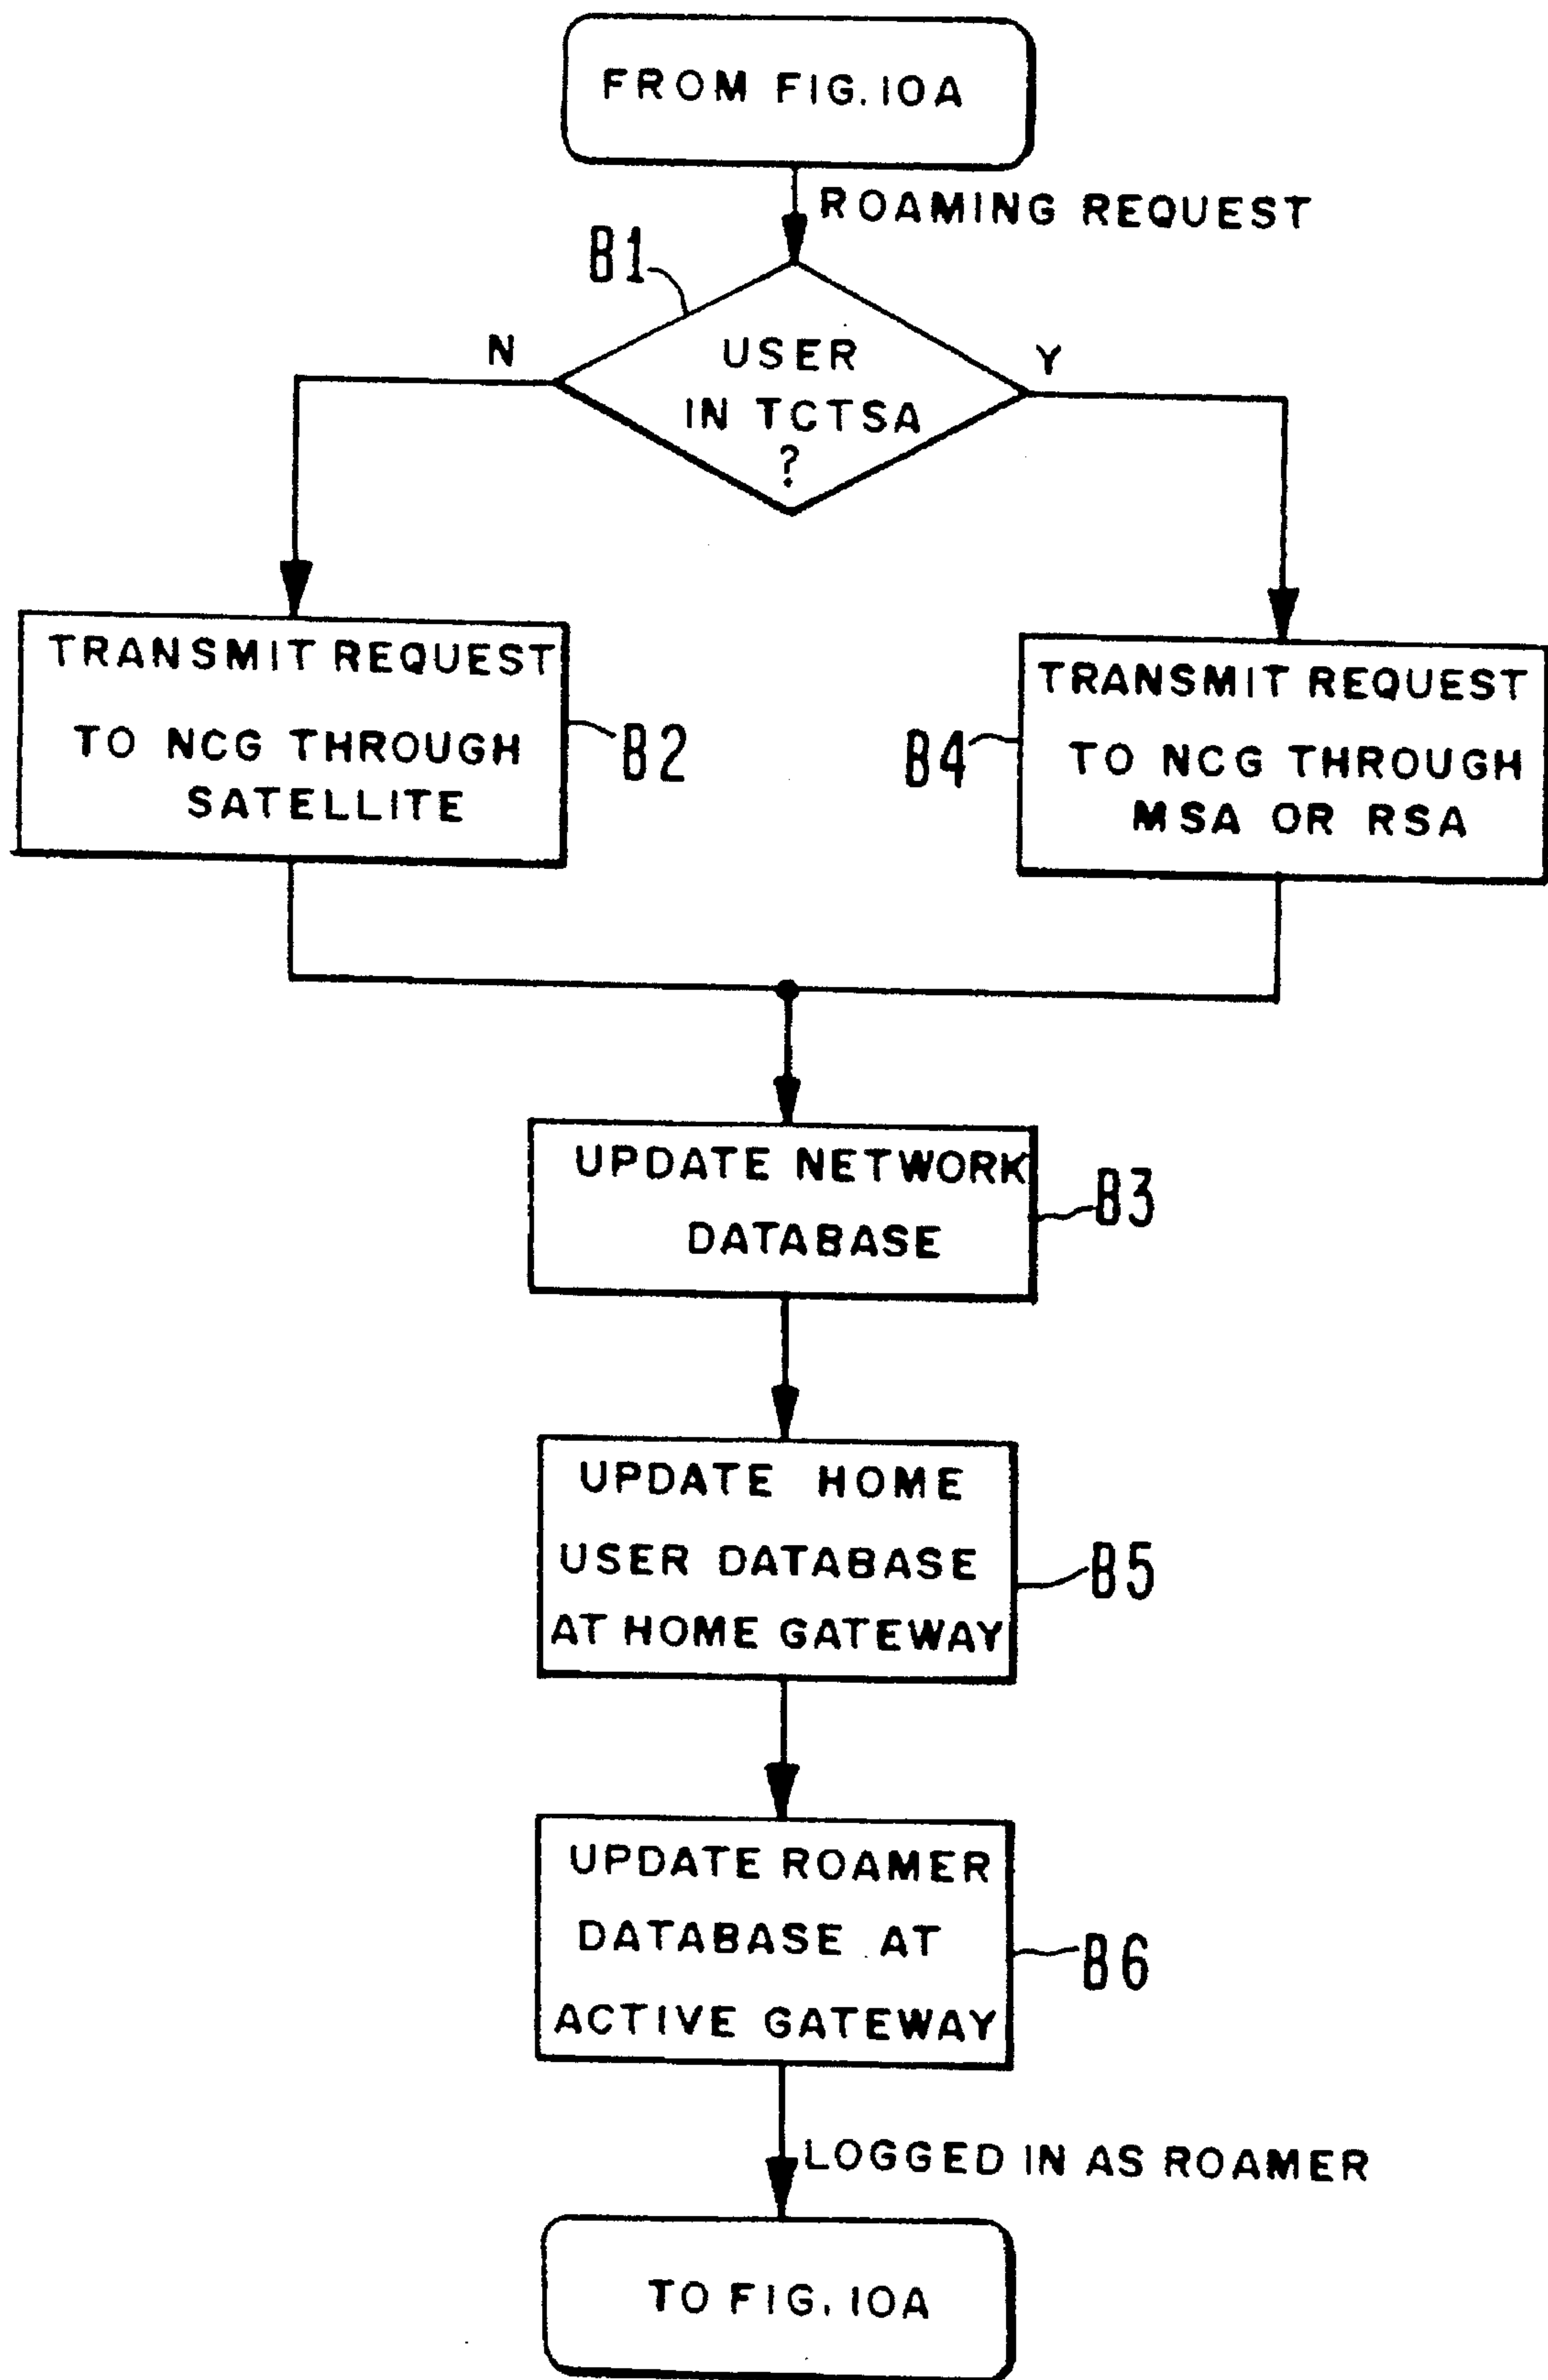 FROM FIG. 10A
ROAMING REQUEST
B1
N
Y
USER
IN TCTSA
?
TRANSMIT REQUEST
TO NCG THROUGH
SATELLITE
B2
B4
TRANSMIT REQUEST
TO NCG THROUGH
MSA OR RSA
UPDATE NETWORK
DATABASE
B3
UPDATE HOME
USER DATABASE
AT HOME GATEWAY
B5
UPDATE ROAMER
DATABASE AT
ACTIVE GATEWAY
B6
LOGGED IN AS ROAMER
TO FIG. 10A